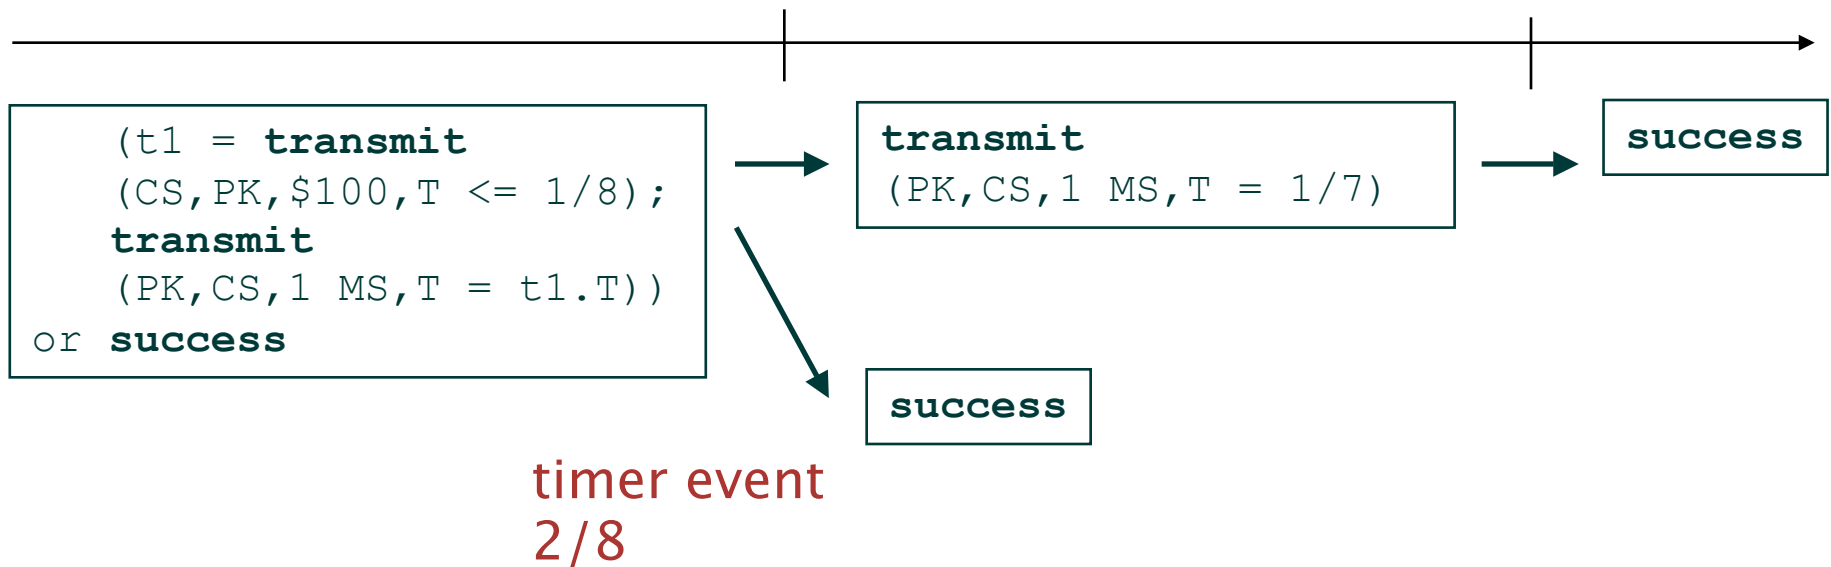 (t1 = transmit
(CS,PK,$100,T <= 1/8);
transmit
(PK,CS,1 MS,T = t1.T))
or success
transmit
(PK,CS,1 MS,T = 1/7)
success
success
timer event
2/8